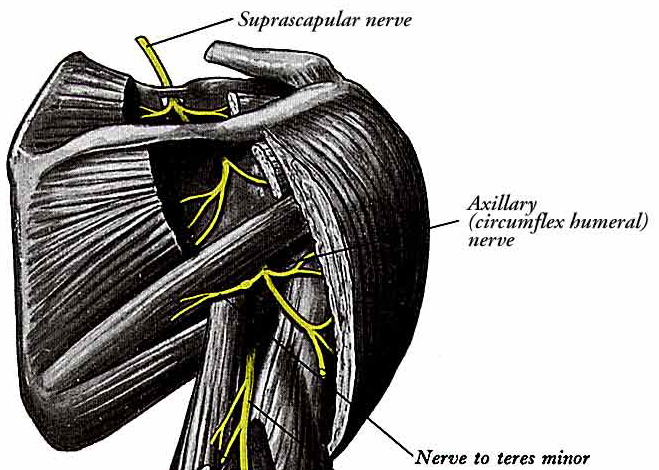 Suprascapular nerve
Axillary
(circumflex humeral)
nerve
Nerve to teres minor